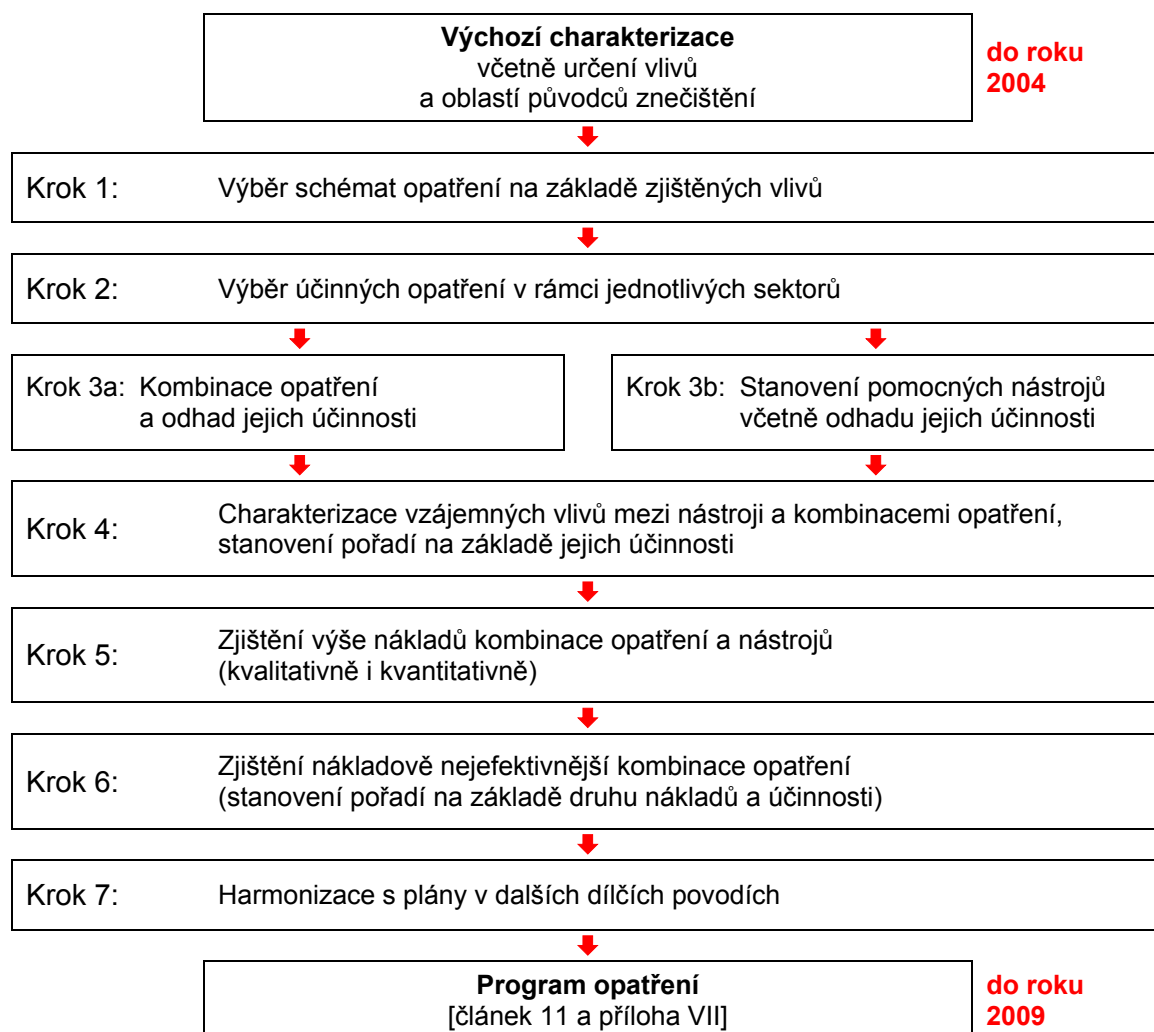 Výchozí charakterizace
včetně určení vlivů
a oblastí původců znečištění
do roku
2004
Krok 1: Výběr schémat opatření na základě zjištěných vlivů
Krok 2: Výběr účinných opatření v rámci jednotlivých sektorů
Krok 3a: Kombinace opatření
a odhad jejich účinnosti
Krok 3b: Stanovení pomocných nástrojů
včetně odhadu jejich účinnosti
Krok 4: Charakterizace vzájemných vlivů mezi nástroji a kombinacemi opatření,
stanovení pořadí na základě jejich účinnosti
Krok 5: Zjištění výše nákladů kombinace opatření a nástrojů
(kvalitativně i kvantitativně)
Krok 6: Zjištění nákladově nejefektivnější kombinace opatření
(stanovení pořadí na základě druhu nákladů a účinnosti)
Krok 7: Harmonizace s plány v dalších dílčích povodích
Program opatření
[článek 11 a příloha VII]
do roku
2009